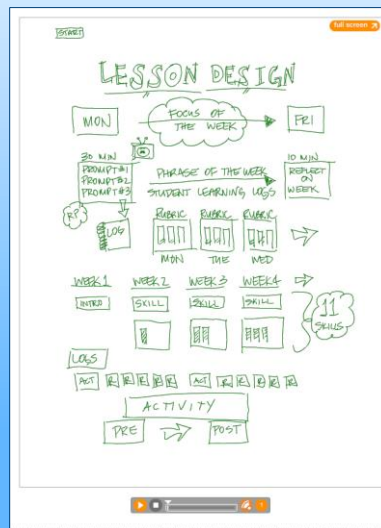 START
full screen
LESSON DESIGN
MON
FOCUS OF
THE WEEK
FRI
30 MIN
PROMPT#1
PROMPT#2
PROMPT#3
PHRASE OF THE WEEK
STUDENT LEARNING LOGS
10 MIN
REFLECT
ON
WEEK
RP
LOG
RUBRIC RUBRIC RUBRIC
MON TUE WED
WEEK 1 WEEK 2 WEEK 3 WEEK 4
INTRO SKILL SKILL SKILL
11
SKILLS
LOGS
ACT R R R R R ACT R R R R R
ACTIVITY
PRE POST